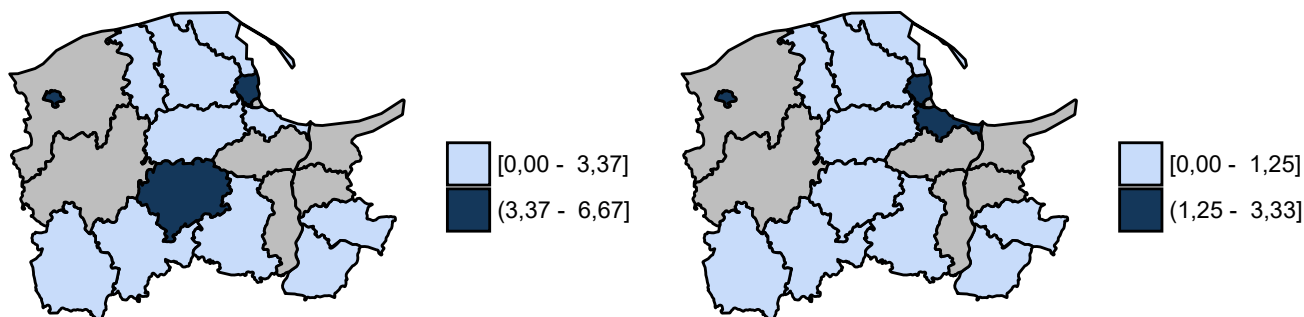 [0,00 - 3,37]
(3,37 - 6,67]
[0,00 - 1,25]
(1,25 - 3,33]